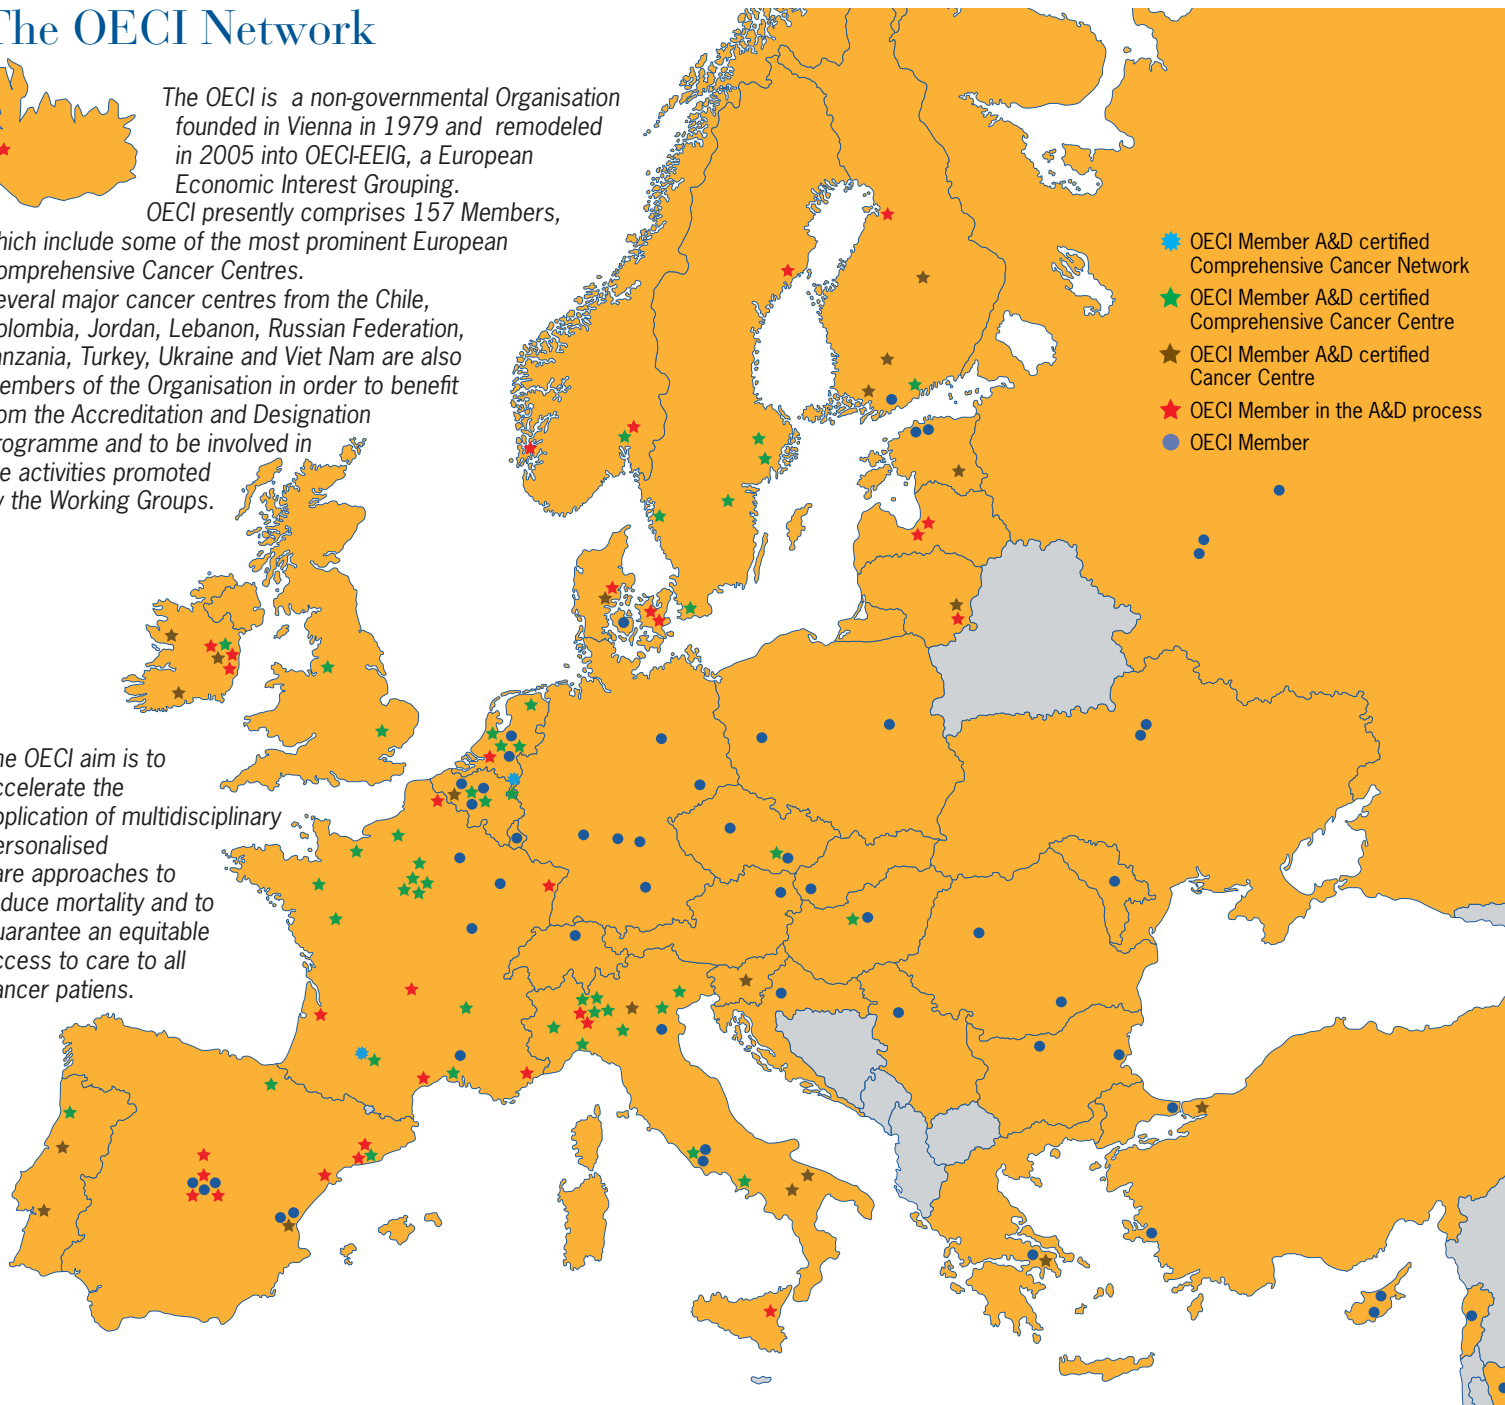 The OECI Network
The OECI is a non-governmental Organisation
founded in Vienna in 1979 and remodeled
in 2005 into OECI-EEIG, a European
Economic Interest Grouping.
OECI presently comprises 157 Members,
hich include some of the most prominent European
omprehensive Cancer Centres.
everal major cancer centres from the Chile,
olombia, Jordan, Lebanon, Russian Federation,
anzania, Turkey, Ukraine and Viet Nam are also
embers of the Organisation in order to benefit
om the Accreditation and Designation
rogramme and to be involved in
e activities promoted
y the Working Groups.
he OECI aim is to
ccelerate the
pplication of multidisciplinary
ersonalised
are approaches to
duce mortality and to
uarantee an equitable
ccess to care to all
ancer patiens.
OECI Member A&D certified
Comprehensive Cancer Network
OECI Member A&D certified
Comprehensive Cancer Centre
OECI Member A&D certified
Cancer Centre
OECI Member in the A&D process
OECI Member